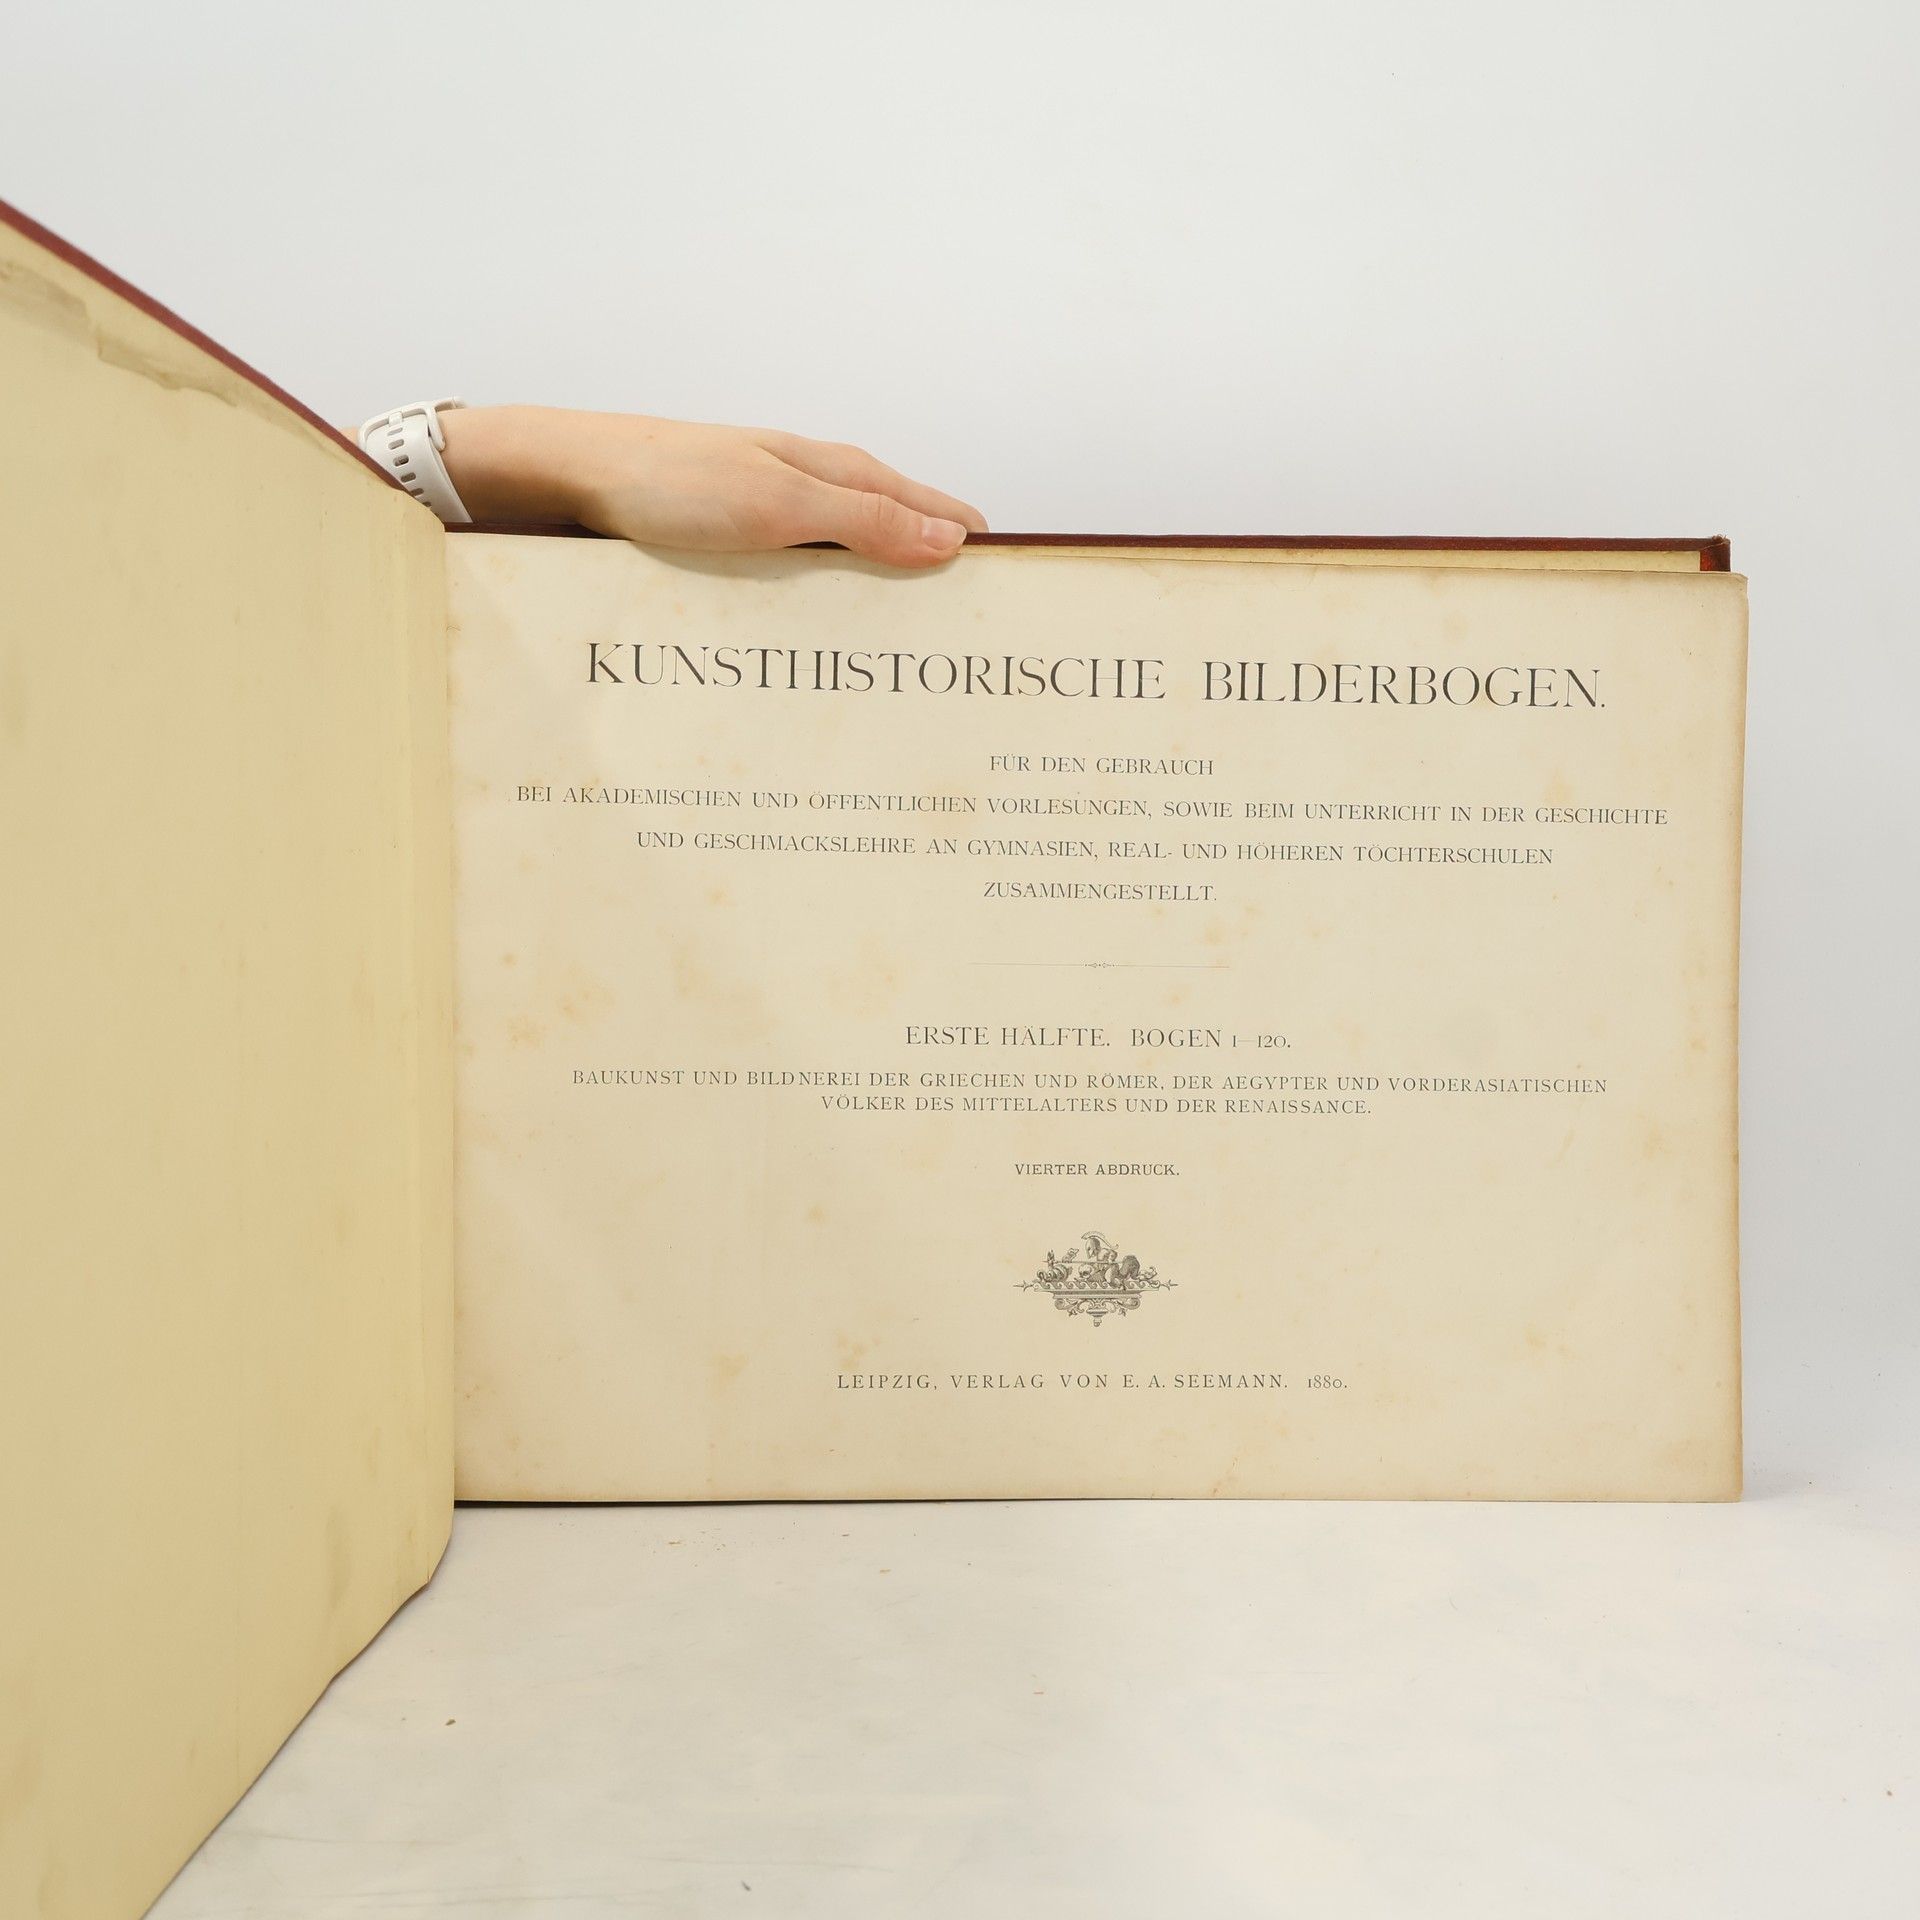 KUNSTHISTORISCHE BILDERBOGEN.
FÜR DEN GEBRAUCH
BEI AKADEMISCHEN UND ÖFFENTLICHEN VORLESUNGEN, SOWIE BEIM UNTERRICHT IN DER GESCHICHTE
UND GESCHMACKSLEHRE AN GYMNASIEN, REAL- UND HÖHEREN TÖCHTERSCHULEN
ZUSAMMENGESTELLT.
ERSTE HÄLFTE. BOGEN 1—120.
BAUKUNST UND BILDNEREI DER GRIECHEN UND RÖMER, DER AEGYPTER UND VORDERASIATISCHEN
VÖLKER DES MITTELALTERS UND DER RENAISSANCE.
VIERTER ABDRUCK.
LEIPZIG, VERLAG VON E. A. SEEMANN. 1880.